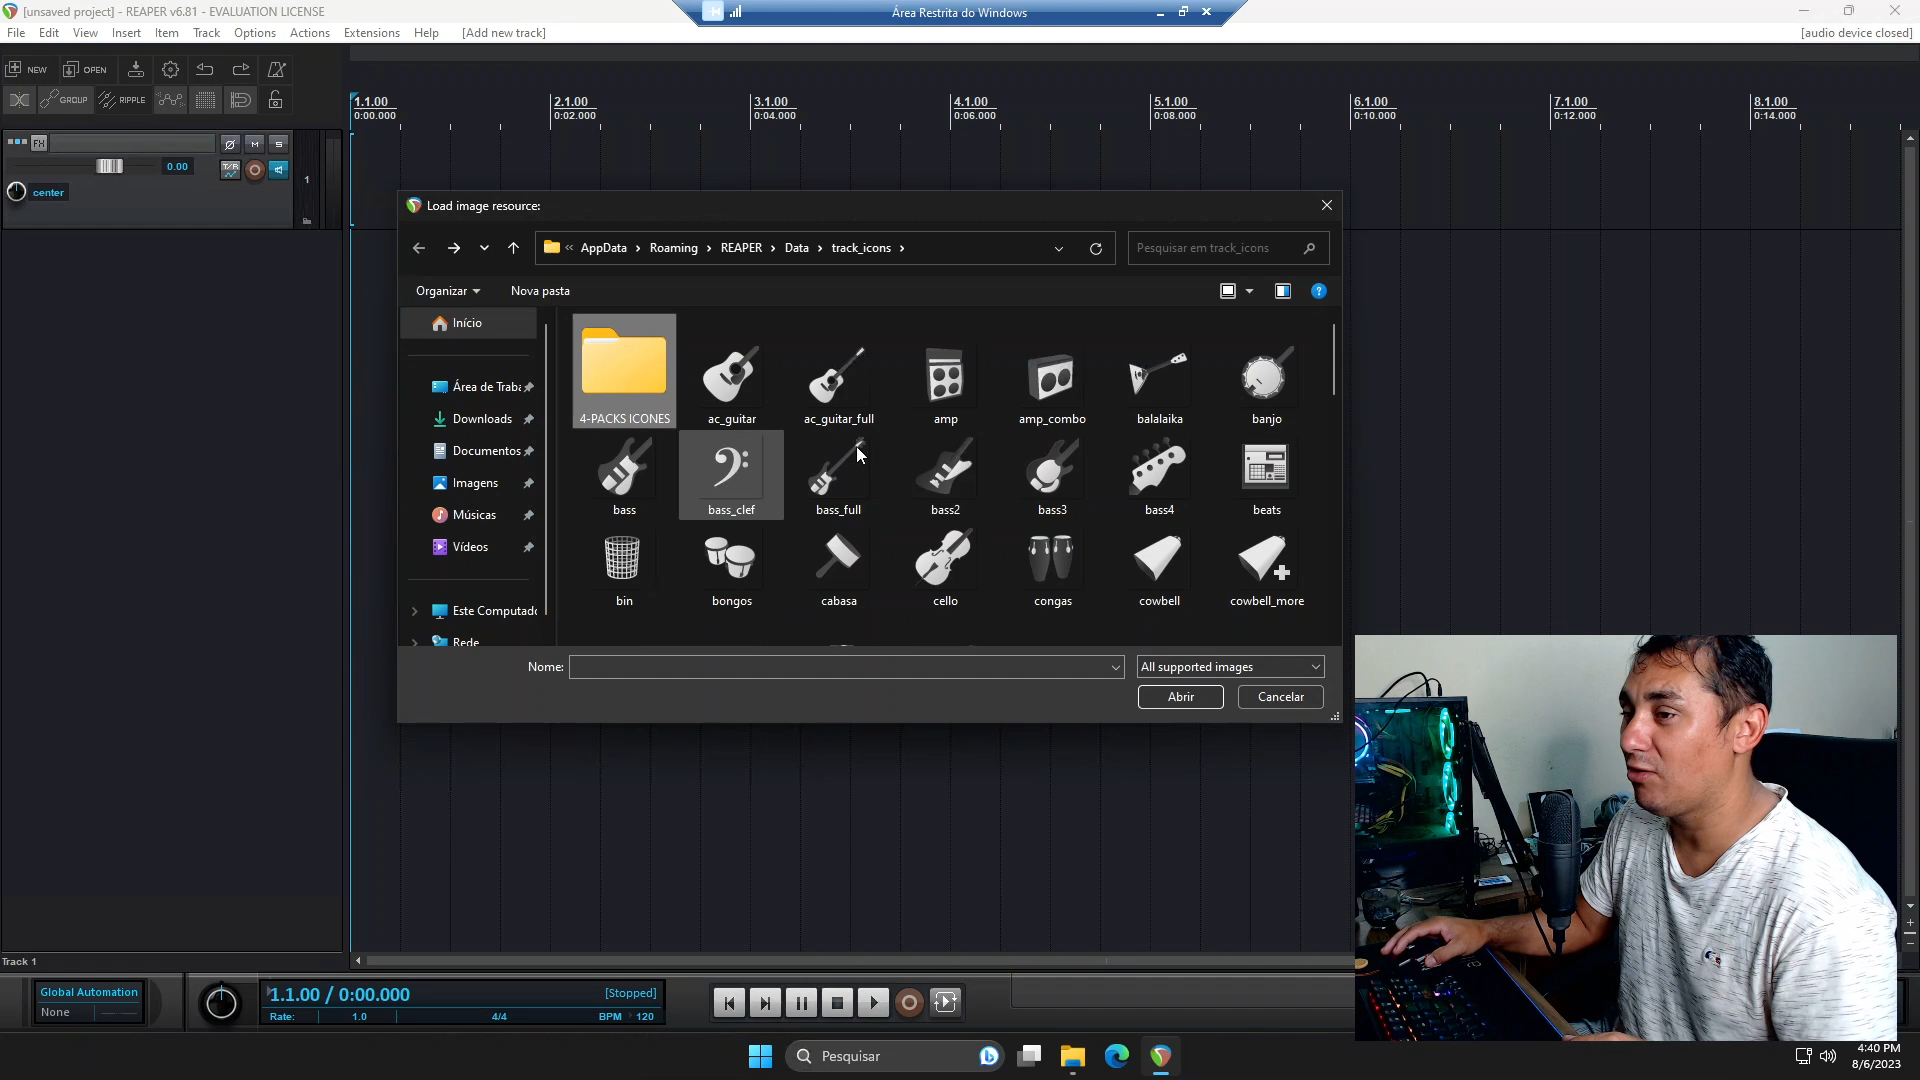 [unsaved project] - REAPER v6.81 - EVALUATION LICENSE
Área Restrita do Windows
File Edit View Insert Item Track Options Actions Extensions Help [Add new track]
[audio device closed]
NEW OPEN
GROUP RIPPLE
1.1.00 2.1.00 3.1.00 4.1.00 5.1.00 6.1.00 7.1.00 8.1.00
0:00.000 0:02.000 0:04.000 0:06.000 0:08.000 0:10.000 0:12.000 0:14.000
FX M S
0.00 1
center
Load image resource:
« AppData › Roaming › REAPER › Data › track_icons ›
Pesquisar em track_icons
Organizar Nova pasta
Início
Área de Traba
Downloads
Documentos
Imagens
Músicas
Vídeos
Este Computado
Rede
4-PACKS ICONES ac_guitar ac_guitar_full amp amp_combo balalaika banjo
bass bass_clef bass_full bass2 bass3 bass4 beats
bin bongos cabasa cello congas cowbell cowbell_more
Nome: All supported images
Abrir Cancelar
Track 1
Global Automation
None
1.1.00 / 0:00.000 [Stopped]
Rate: 1.0 4/4 BPM 120
Pesquisar
4:40 PM
8/6/2023